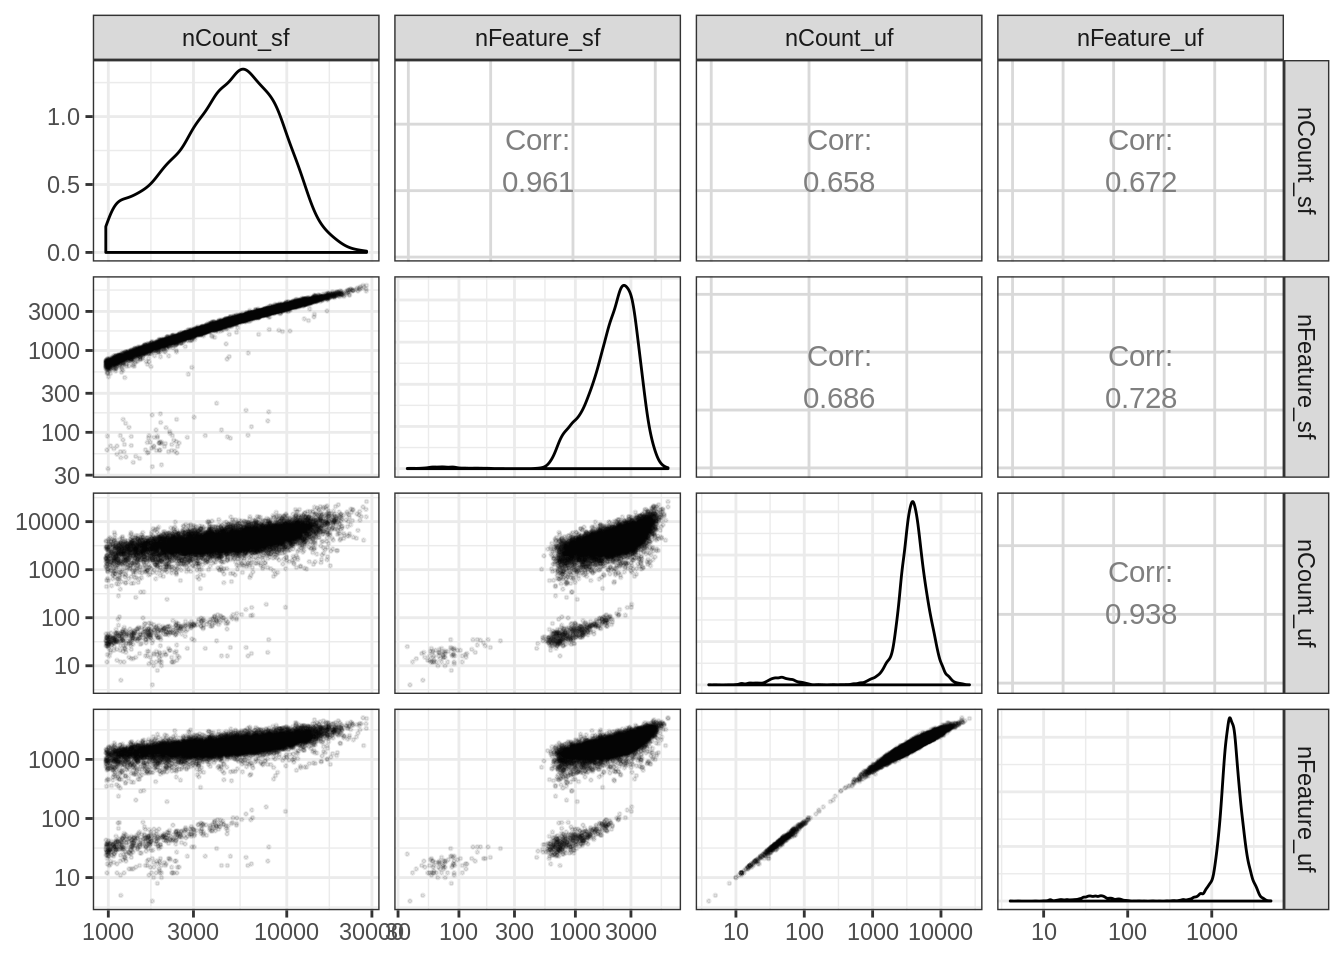 nCount_sf nFeature_sf nCount_uf nFeature_uf
1.0
0.5
0.0
Corr:
0.961
Corr:
0.658
Corr:
0.672
nCount_sf
3000
1000
300
100
30
Corr:
0.686
Corr:
0.728
nFeature_sf
10000
1000
100
10
Corr:
0.938
nCount_uf
1000
100
10
nFeature_uf
1000 3000 10000 30000
30 100 300 1000 3000
10 100 1000 10000
10 100 1000